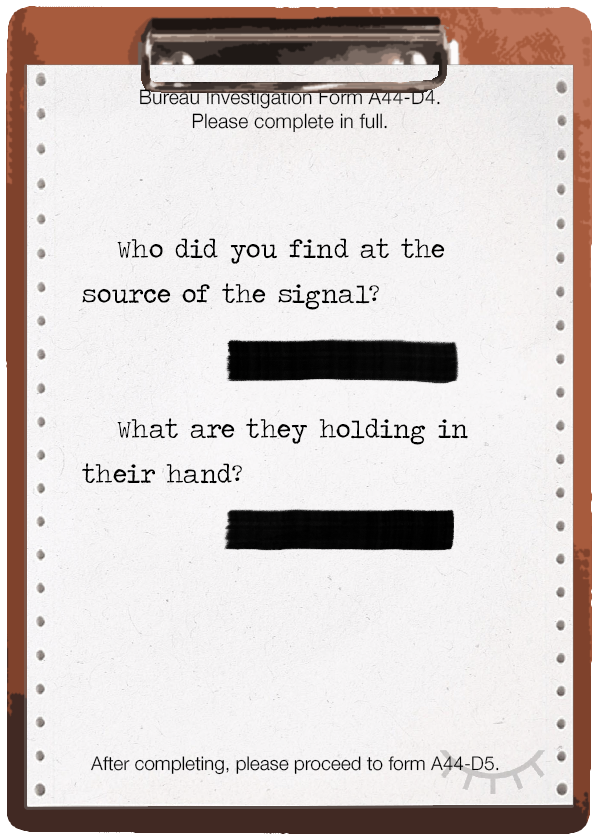 Bureau Investigation Form A44-D4.
Please complete in full.
Who did you find at the
source of the signal?
What are they holding in
their hand?
After completing, please proceed to form A44-D5.